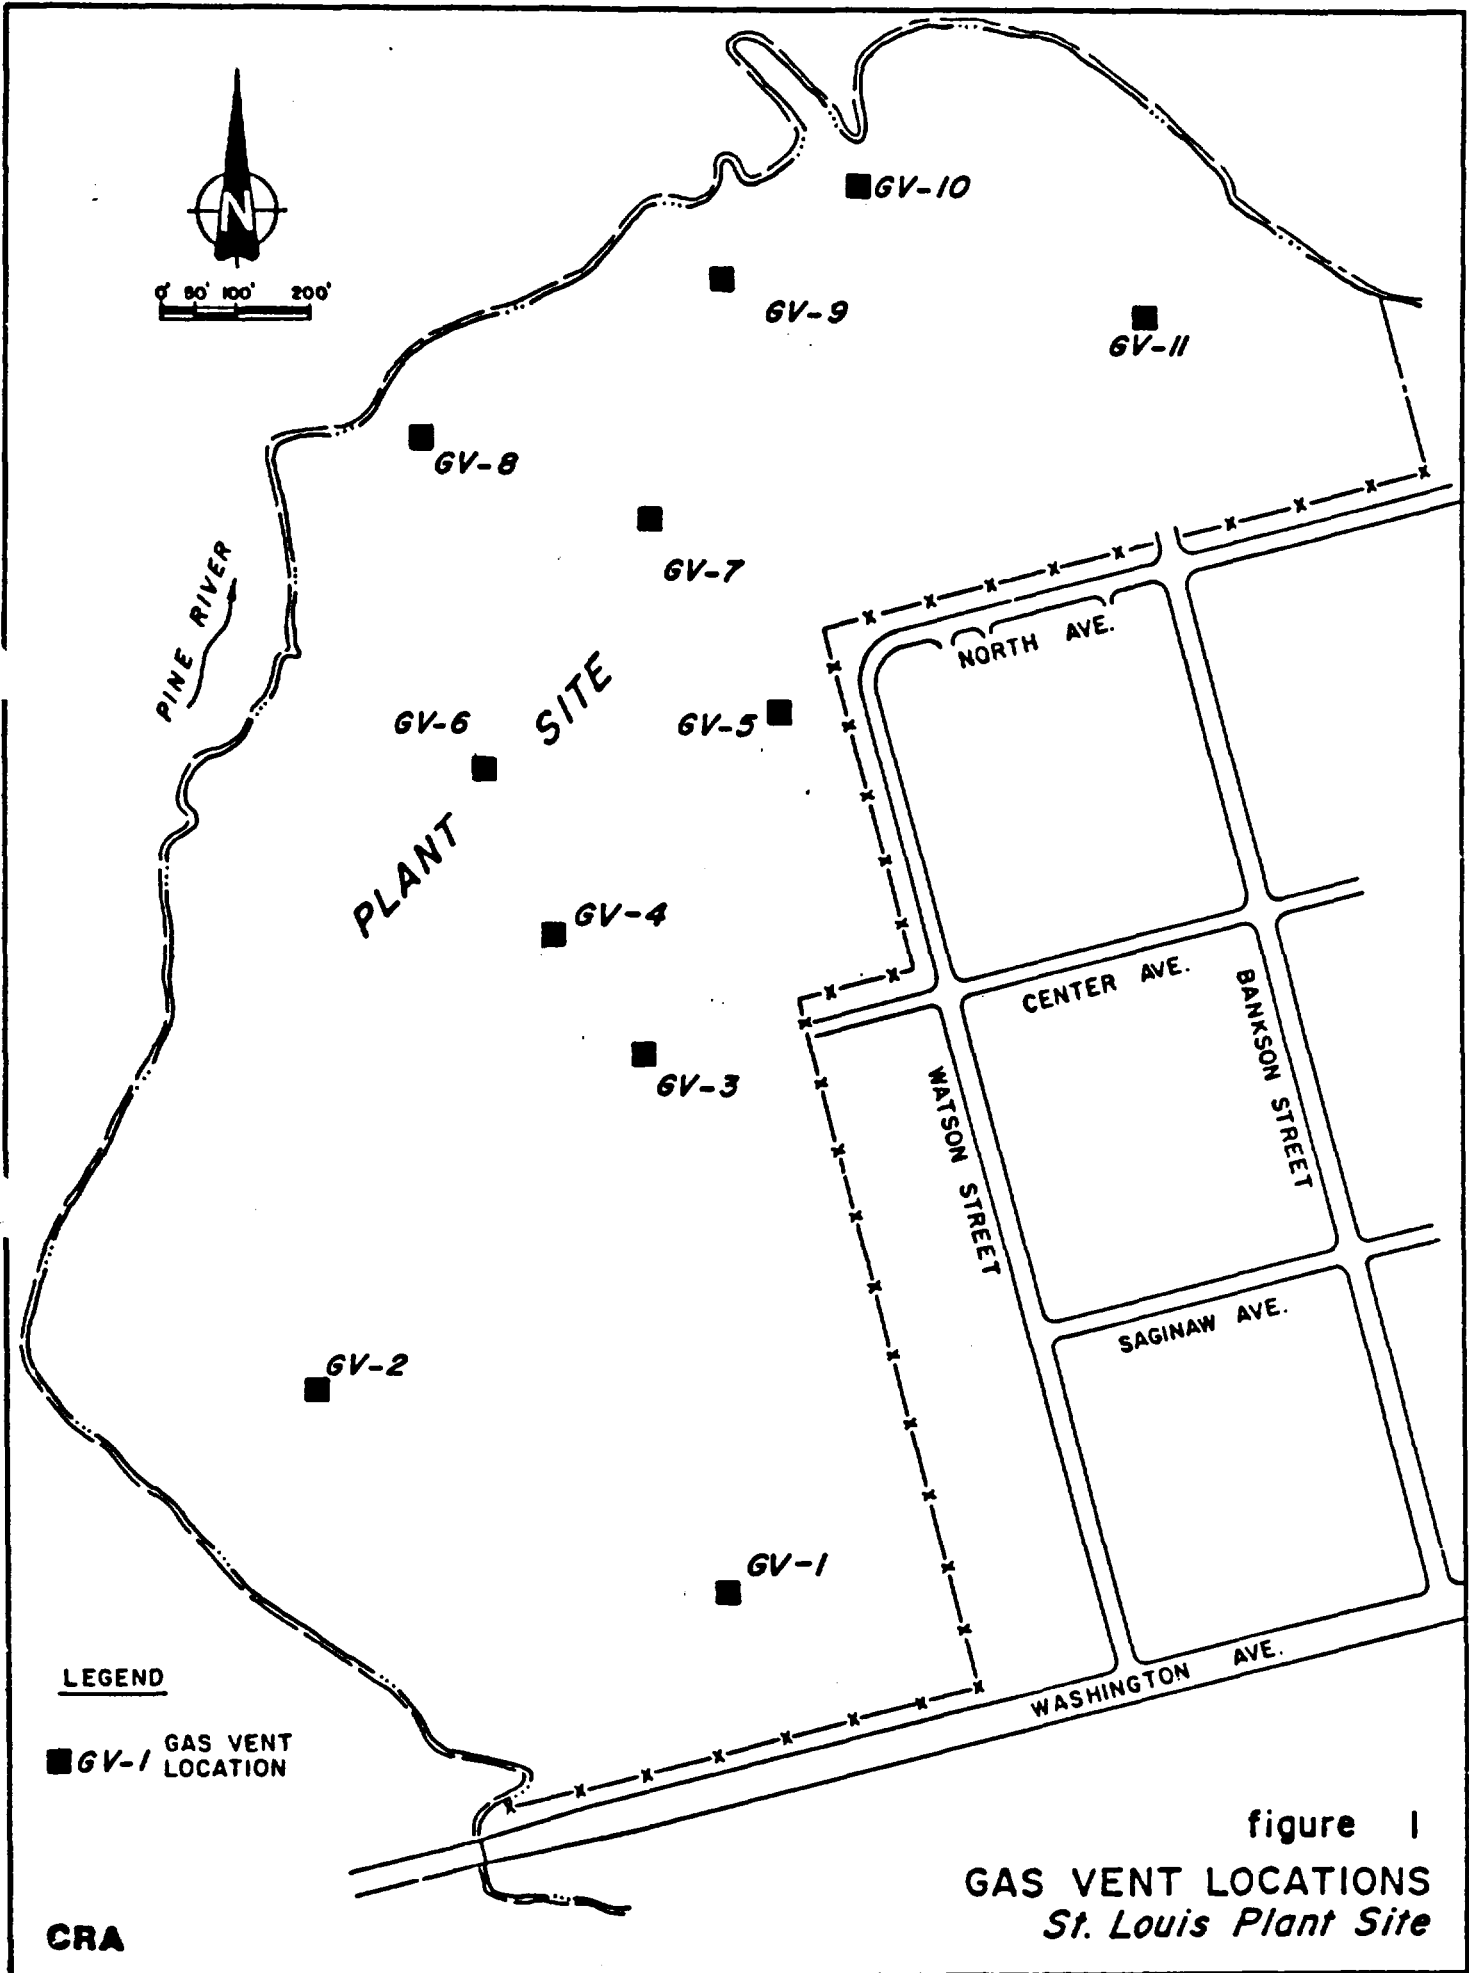 N
0' 50' 100' 200'
GV-10
GV-9
GV-11
GV-8
GV-7
PINE RIVER
NORTH AVE.
GV-6
PLANT SITE
GV-5
GV-4
CENTER AVE.
BANKSON STREET
GV-3
WATSON STREET
SAGINAW AVE.
GV-2
GV-1
WASHINGTON AVE.
LEGEND
GV-1 GAS VENT
LOCATION
figure 1
GAS VENT LOCATIONS
St. Louis Plant Site
CRA